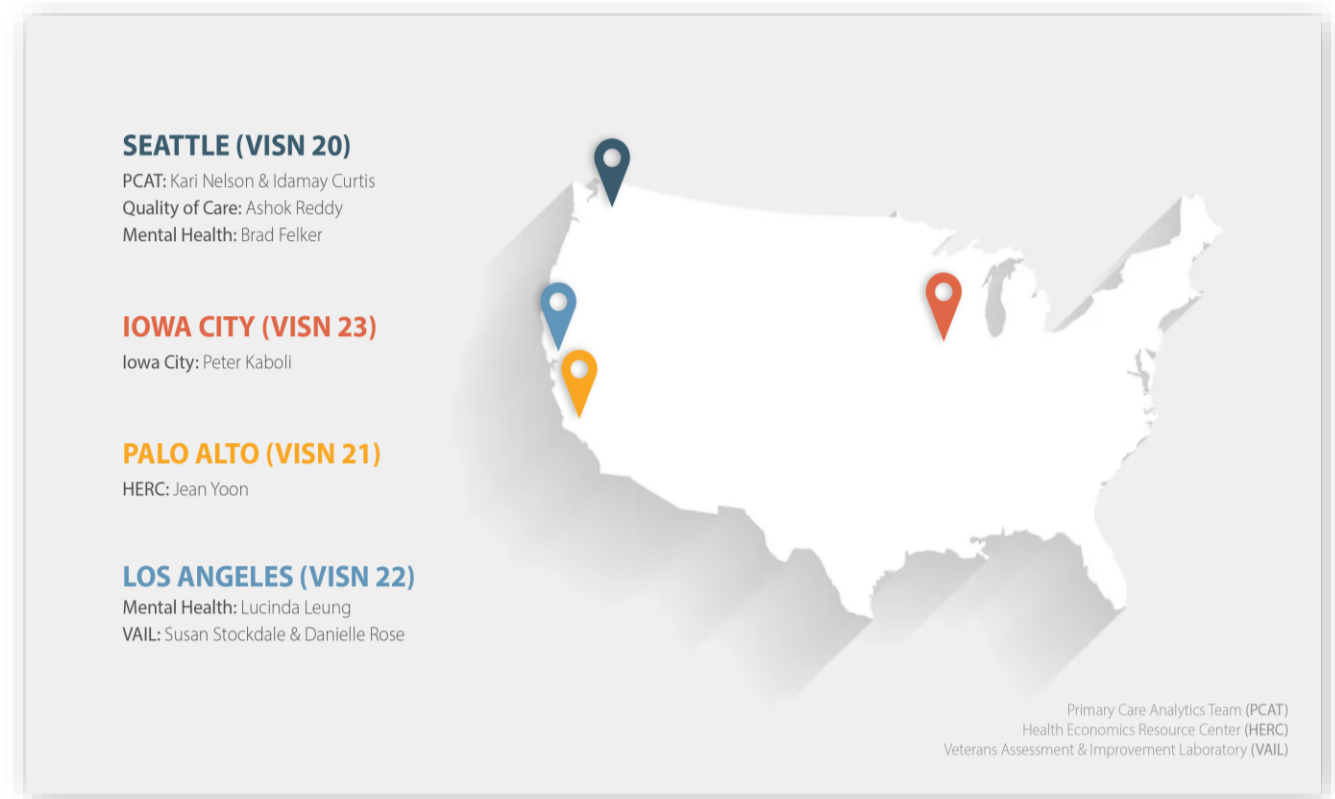 SEATTLE (VISN 20)
PCAT: Kari Nelson & Idamay Curtis
Quality of Care: Ashok Reddy
Mental Health: Brad Felker
IOWA CITY (VISN 23)
Iowa City: Peter Kaboli
PALO ALTO (VISN 21)
HERC: Jean Yoon
LOS ANGELES (VISN 22)
Mental Health: Lucinda Leung
VAIL: Susan Stockdale & Danielle Rose
Primary Care Analytics Team (PCAT)
Health Economics Resource Center (HERC)
Veterans Assessment & Improvement Laboratory (VAIL)